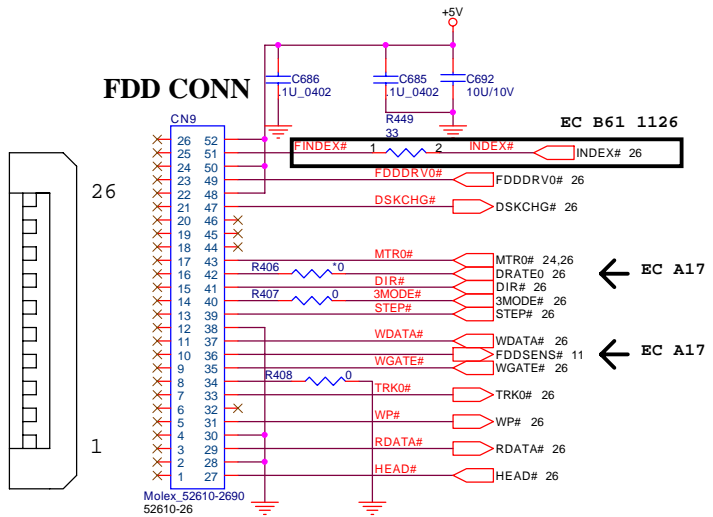 +5V
FDD CONN
C686
.1U_0402
C685
.1U_0402
C692
10U/10V
CN9
R449
33
EC B61 1126
26 52
25 51 FINDEX# 1 2 INDEX# INDEX# 26
24 50
23 49 FDDDRV0# FDDDRV0# 26
22 48
21 47 DSKCHG# DSKCHG# 26
20 46
19 45
18 44
17 43 MTR0# MTR0# 24,26
16 42 R406 *0 DRATE0 26 EC A17
15 41 DIR# DIR# 26
14 40 R407 0 3MODE# 3MODE# 26
13 39 STEP# STEP# 26
12 38
11 37 WDATA# WDATA# 26
10 36 FDDSENS# 11 EC A17
9 35 WGATE# WGATE# 26
8 34 R408 0
7 33 TRK0# TRK0# 26
6 32
5 31 WP# WP# 26
4 30
3 29 RDATA# RDATA# 26
2 28
1 27 HEAD# HEAD# 26
Molex_52610-2690
52610-26
26
1